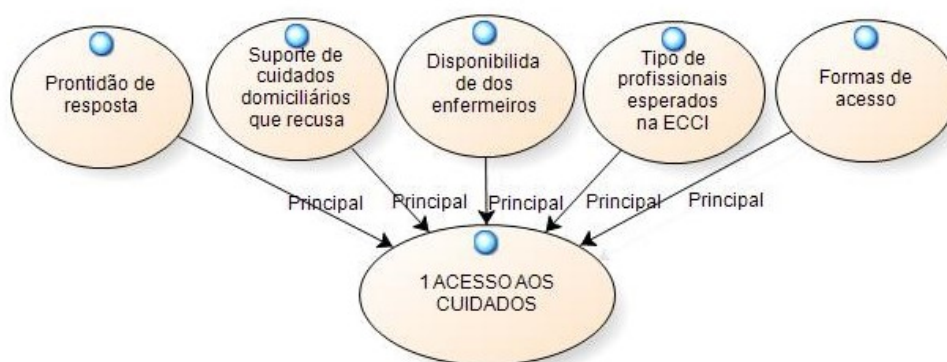 Prontidão de
resposta
Suporte de
cuidados
domiciliários
que recusa
Disponibilida
de dos
enfermeiros
Tipo de
profissionais
esperados
na ECCI
Formas de
acesso
Principal
Principal
Principal
Principal
Principal
1 ACESSO AOS
CUIDADOS